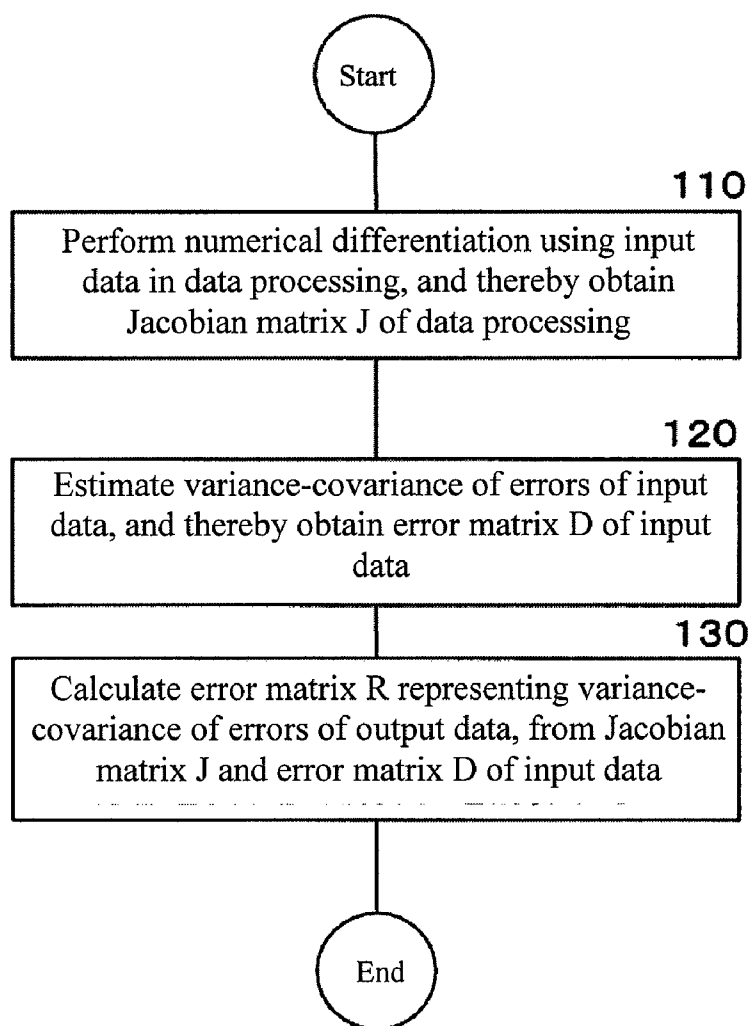 Start
110
Perform numerical differentiation using input
data in data processing, and thereby obtain
Jacobian matrix J of data processing
120
Estimate variance-covariance of errors of input
data, and thereby obtain error matrix D of input
data
130
Calculate error matrix R representing variance-
covariance of errors of output data, from Jacobian
matrix J and error matrix D of input data
End